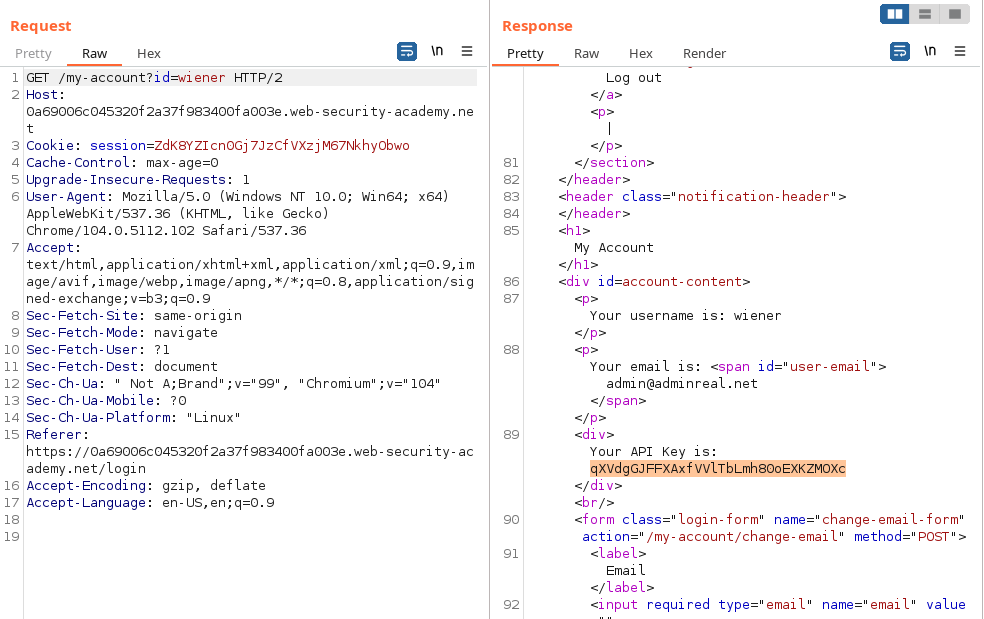 Request
Pretty Raw Hex
\n
1 GET /my-account?id=wiener HTTP/2
2 Host:
0a69006c045320f2a37f983400fa003e.web-security-academy.ne
t
3 Cookie: session=ZdK8YZIcnOGj7JzCfVXzjM67NkhyObwo
4 Cache-Control: max-age=0
5 Upgrade-Insecure-Requests: 1
6 User-Agent: Mozilla/5.0 (Windows NT 10.0; Win64; x64)
AppleWebKit/537.36 (KHTML, like Gecko)
Chrome/104.0.5112.102 Safari/537.36
7 Accept:
text/html,application/xhtml+xml,application/xml;q=0.9,im
age/avif,image/webp,image/apng,*/*;q=0.8,application/sig
ned-exchange;v=b3;q=0.9
8 Sec-Fetch-Site: same-origin
9 Sec-Fetch-Mode: navigate
10 Sec-Fetch-User: ?1
11 Sec-Fetch-Dest: document
12 Sec-Ch-Ua: " Not A;Brand";v="99", "Chromium";v="104"
13 Sec-Ch-Ua-Mobile: ?0
14 Sec-Ch-Ua-Platform: "Linux"
15 Referer:
https://0a69006c045320f2a37f983400fa003e.web-security-ac
ademy.net/login
16 Accept-Encoding: gzip, deflate
17 Accept-Language: en-US,en;q=0.9
18
19
Response
Pretty Raw Hex Render
\n
Log out
</a>
<p>
|
</p>
81 </section>
82 </header>
83 <header class="notification-header">
84 </header>
85 <h1>
My Account
</h1>
86 <div id=account-content>
87 <p>
Your username is: wiener
</p>
88 <p>
Your email is: <span id="user-email">
admin@adminreal.net
</span>
</p>
89 <div>
Your API Key is:
qXVdgGJFFXAxfVVlTbLmh8OoEXKZMOXc
</div>
<br/>
90 <form class="login-form" name="change-email-form"
action="/my-account/change-email" method="POST">
91 <label>
Email
</label>
92 <input required type="email" name="email" value